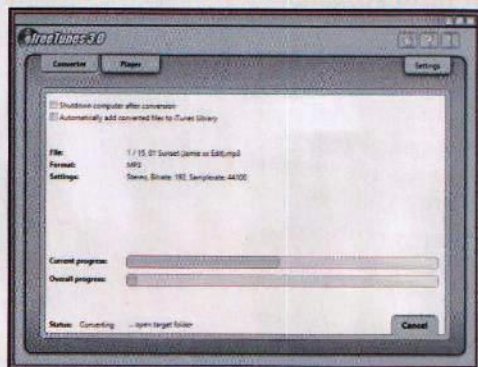 freeTunes 3.0
Converter Player Settings
Shutdown computer after conversion
Automatically add converted files to iTunes Library
File: 1 / 15, 01 Sunset (Jamie xx Edit).mp3
Format: MP3
Settings: Stereo, Bitrate: 192, Samplerate: 44100
Current progress:
Overall progress:
Status: Converting ... open target folder
Cancel